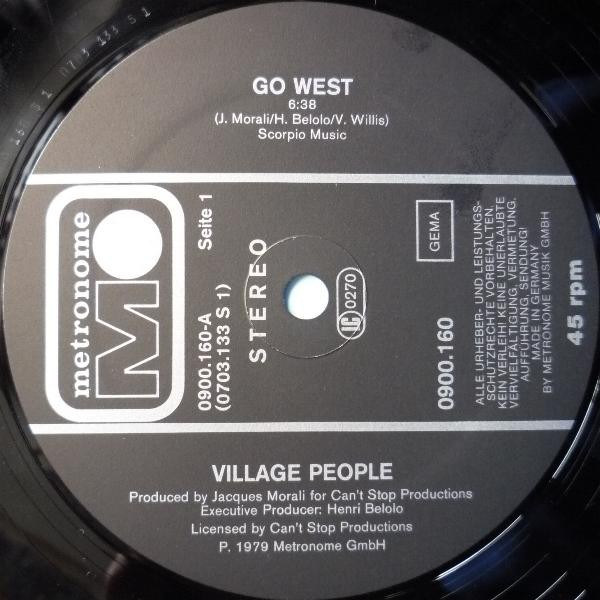 GO WEST
6:38
(J. Morali/H. Belolo/V. Willis)
Scorpio Music
metronome
MO
Seite 1
0900.160-A
(0703.133 S 1)
STEREO
LC 0270
GEMA
0900.160
ALLE URHEBER- UND LEISTUNGS-
SCHUTZRECHTE VORBEHALTEN.
KEIN VERLEIH! KEINE UNERLAUBTE
VERVIELFÄLTIGUNG, VERMIETUNG,
AUFFÜHRUNG, SENDUNG!
MADE IN GERMANY
BY METRONOME MUSIK GMBH
45 rpm
VILLAGE PEOPLE
Produced by Jacques Morali for Can't Stop Productions
Executive Producer: Henri Belolo
Licensed by Can't Stop Productions
P. 1979 Metronome GmbH